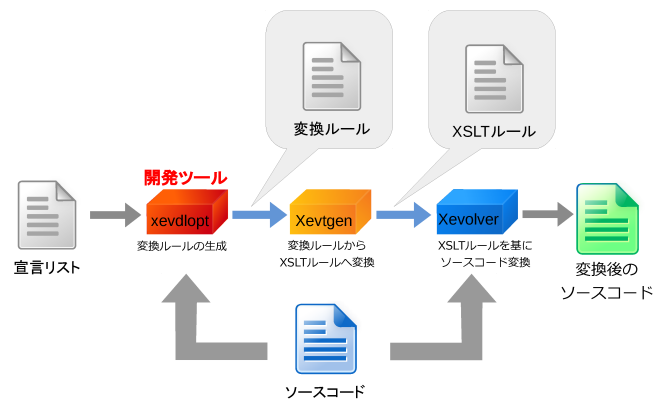 変換ルール
XSLTルール
開発ツール
xevdlopt
Xevtgen
Xevolver
宣言リスト
変換ルールの生成
変換ルールから
XSLTルールへ変換
XSLTルールを基に
ソースコード変換
変換後の
ソースコード
ソースコード